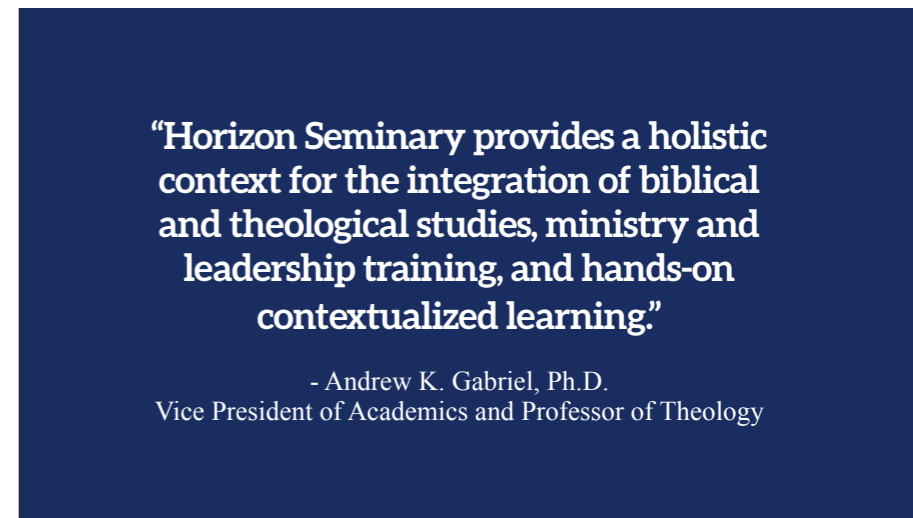 “Horizon Seminary provides a holistic
context for the integration of biblical
and theological studies, ministry and
leadership training, and hands-on
contextualized learning.”
- Andrew K. Gabriel, Ph.D.
Vice President of Academics and Professor of Theology